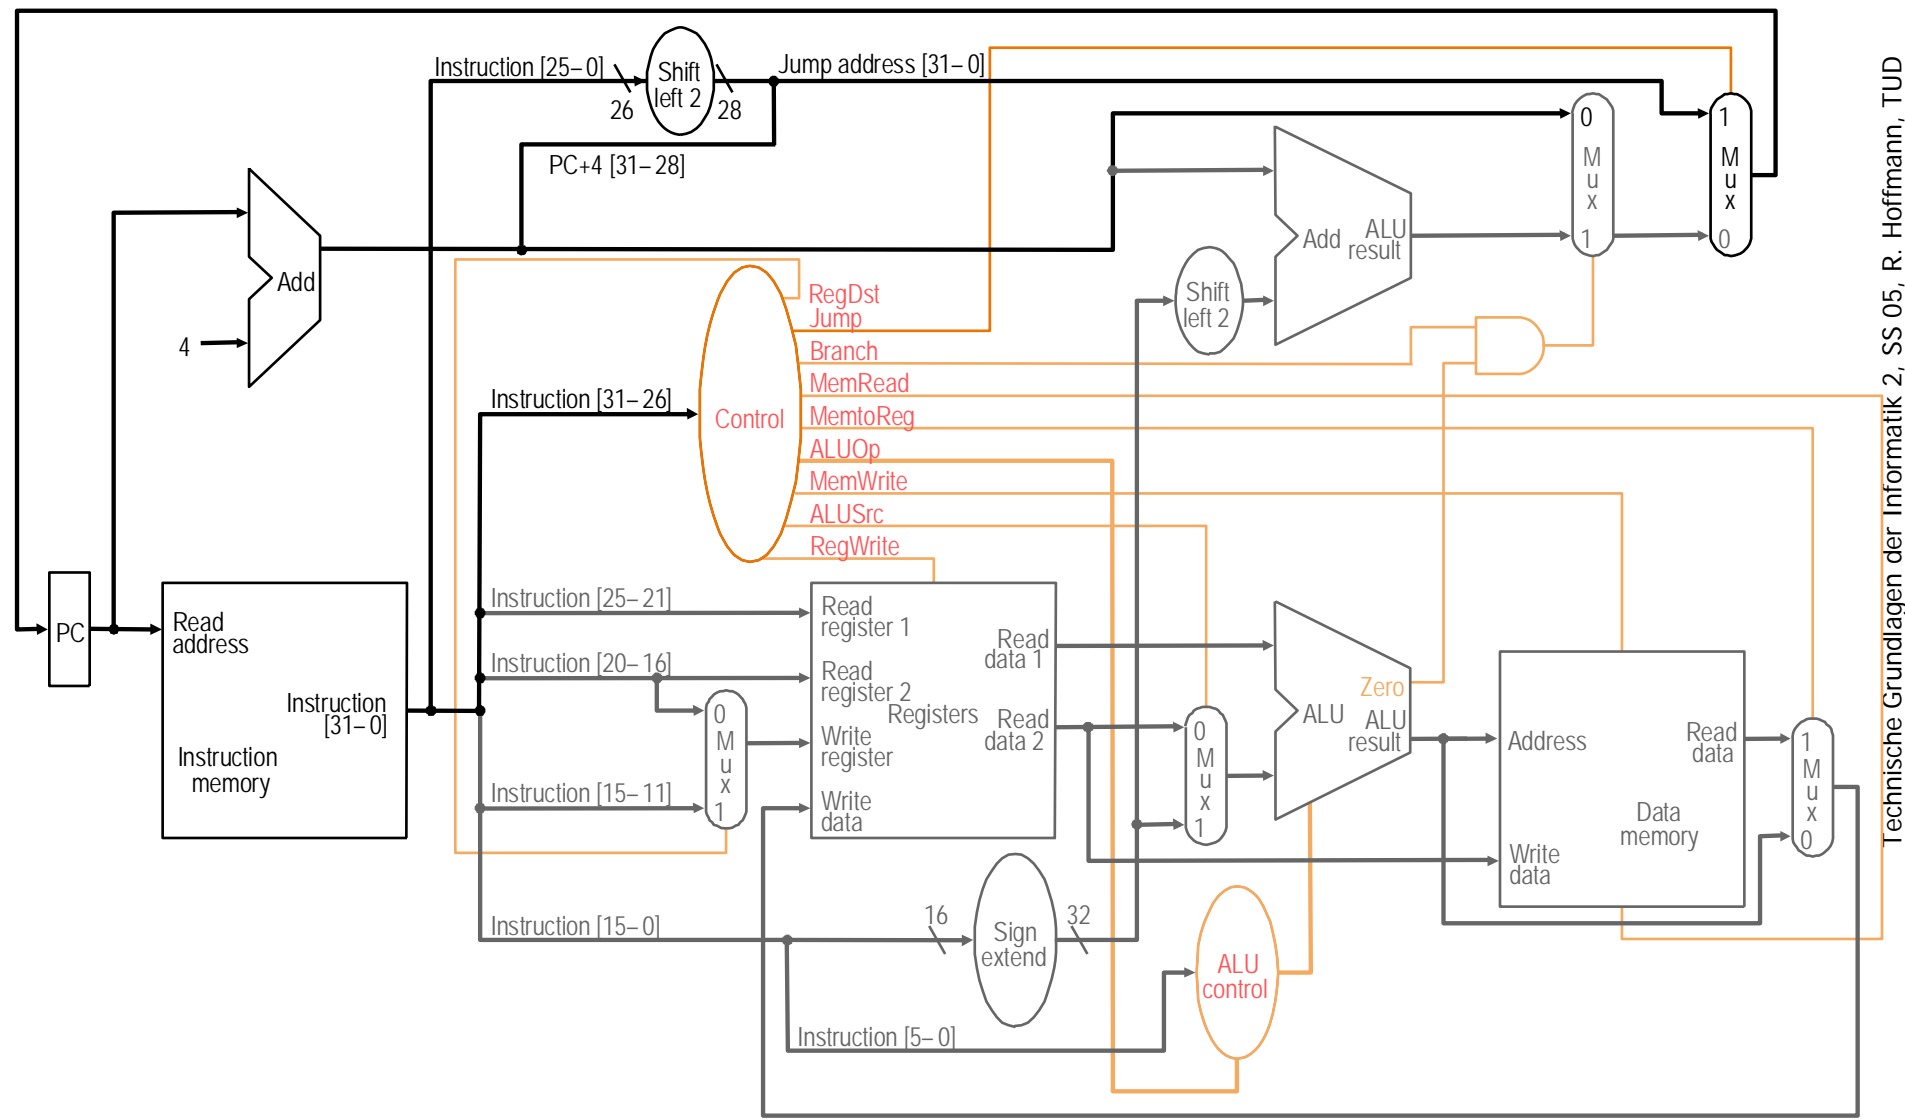 Instruction [25–0]
26
Shift
left 2
28
Jump address [31–0]
PC+4 [31–28]
Add
4
0
M
u
x
1
1
M
u
x
0
Add
ALU
result
Shift
left 2
Control
RegDst
Jump
Branch
MemRead
MemtoReg
ALUOp
MemWrite
ALUSrc
RegWrite
Instruction [31–26]
PC
Read
address
Instruction
[31–0]
Instruction
memory
Instruction [25–21]
Instruction [20–16]
Instruction [15–11]
Instruction [15–0]
0
M
u
x
1
Read
register 1
Read
register 2
Write
register
Write
data
Registers
Read
data 1
Read
data 2
0
M
u
x
1
Zero
ALU
ALU
result
Address
Write
data
Read
data
Data
memory
1
M
u
x
0
16
Sign
extend
32
ALU
control
Instruction [5–0]
Technische Grundlagen der Informatik 2, SS 05, R. Hoffmann, TUD